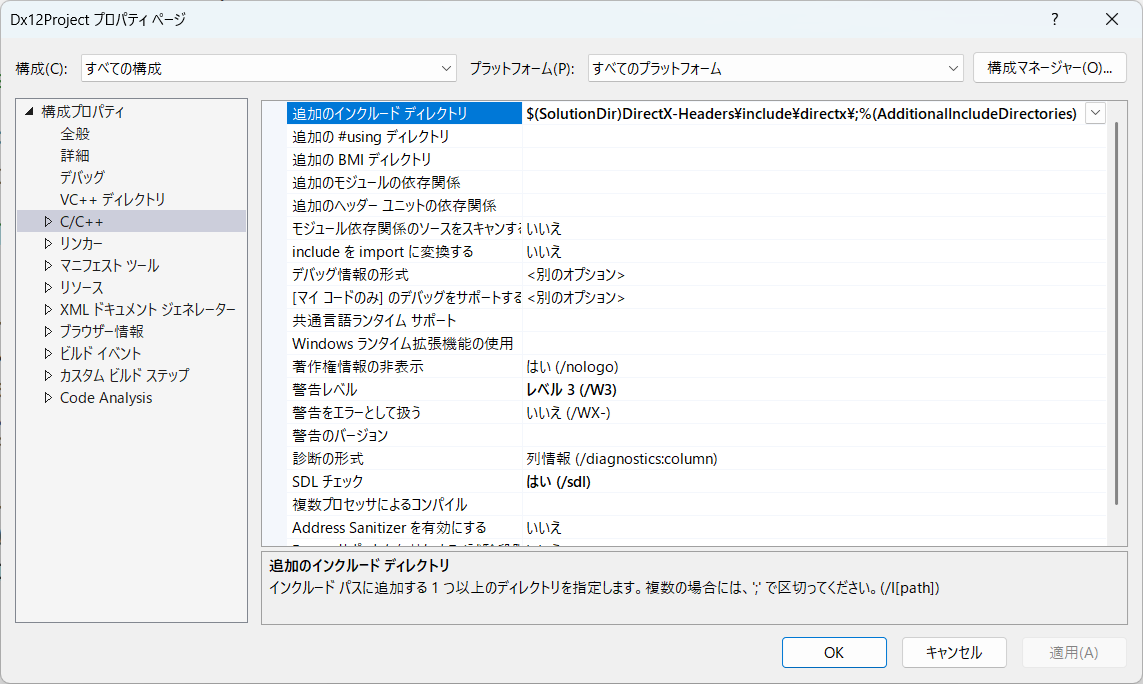 Dx12Project プロパティ ページ
?
構成(C): すべての構成 プラットフォーム(P): すべてのプラットフォーム 構成マネージャー(O)...
構成プロパティ
全般
詳細
デバッグ
VC++ ディレクトリ
C/C++
リンカー
マニフェスト ツール
リソース
XML ドキュメント ジェネレーター
ブラウザー情報
ビルド イベント
カスタム ビルド ステップ
Code Analysis
追加のインクルード ディレクトリ $(SolutionDir)DirectX-Headers¥include¥directx¥;%(AdditionalIncludeDirectories)
追加の #using ディレクトリ
追加の BMI ディレクトリ
追加のモジュールの依存関係
追加のヘッダー ユニットの依存関係
モジュール依存関係のソースをスキャンする いいえ
include を import に変換する いいえ
デバッグ情報の形式 <別のオプション>
[マイ コードのみ] のデバッグをサポートする <別のオプション>
共通言語ランタイム サポート
Windows ランタイム拡張機能の使用
著作権情報の非表示 はい (/nologo)
警告レベル レベル 3 (/W3)
警告をエラーとして扱う いいえ (/WX-)
警告のバージョン
診断の形式 列情報 (/diagnostics:column)
SDL チェック はい (/sdl)
複数プロセッサによるコンパイル
Address Sanitizer を有効にする いいえ
追加のインクルード ディレクトリ
インクルード パスに追加する 1 つ以上のディレクトリを指定します。複数の場合には、';' で区切ってください。(/I[path])
OK キャンセル 適用(A)